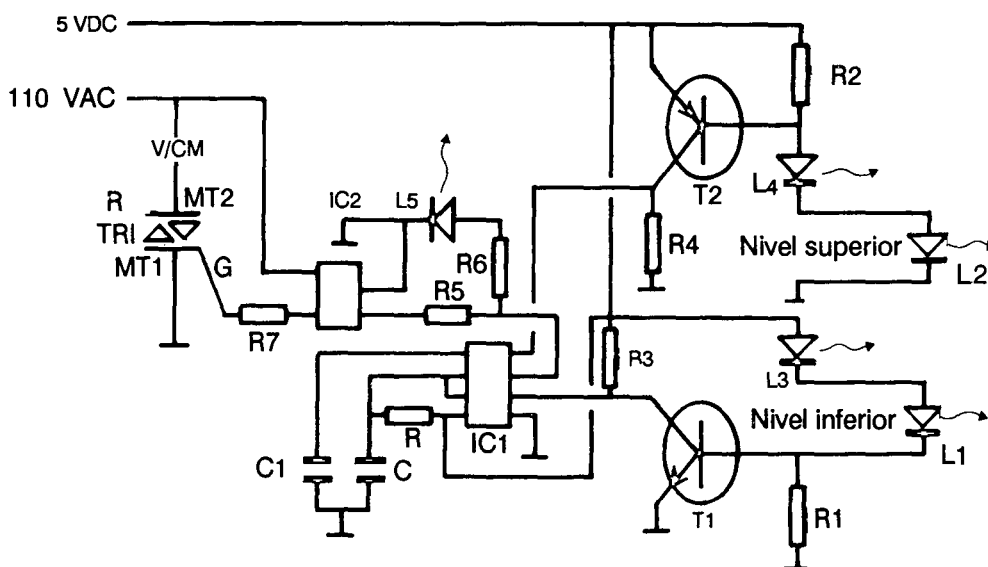 5 VDC
110 VAC
V/CM
R
TRI
MT2
MT1
G
R7
IC2
L5
R6
R5
T2
R2
R4
L4
Nivel superior
L2
R3
L3
Nivel inferior
L1
IC1
R
C1
C
T1
R1